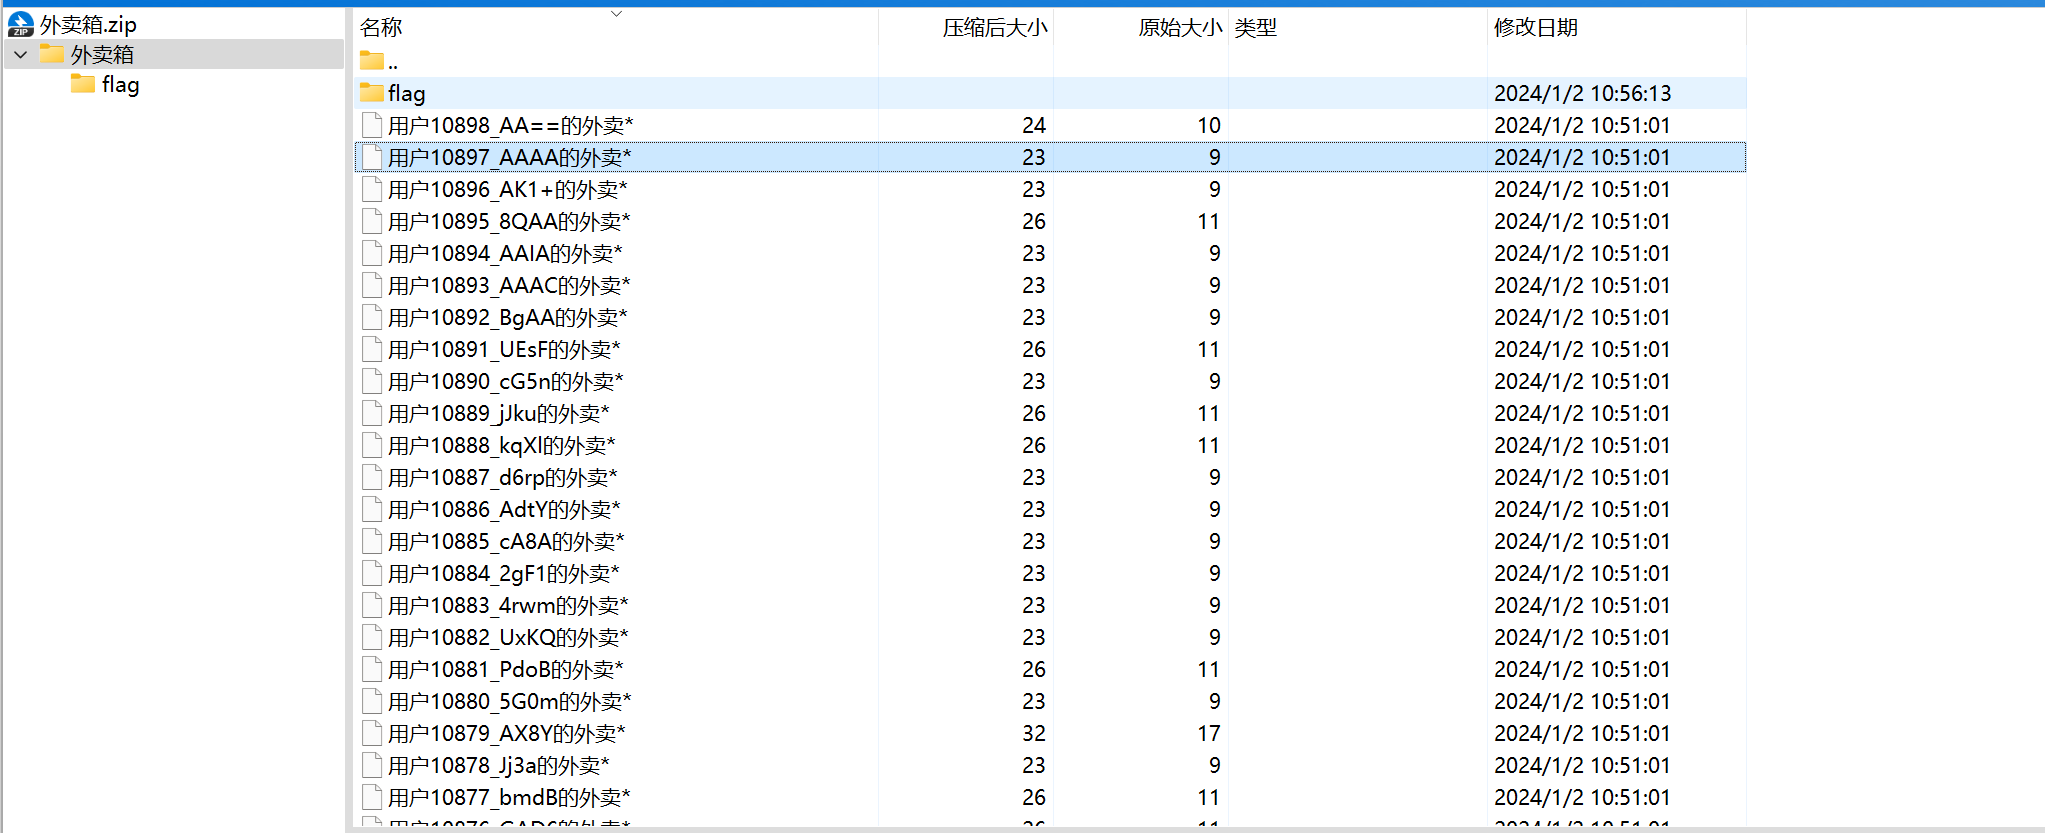 外卖箱.zip
外卖箱
flag
名称 压缩后大小 原始大小 类型 修改日期
..
flag 2024/1/2 10:56:13
用户10898_AA==的外卖* 24 10 2024/1/2 10:51:01
用户10897_AAAA的外卖* 23 9 2024/1/2 10:51:01
用户10896_AK1+的外卖* 23 9 2024/1/2 10:51:01
用户10895_8QAA的外卖* 26 11 2024/1/2 10:51:01
用户10894_AAIA的外卖* 23 9 2024/1/2 10:51:01
用户10893_AAAC的外卖* 23 9 2024/1/2 10:51:01
用户10892_BgAA的外卖* 23 9 2024/1/2 10:51:01
用户10891_UEsF的外卖* 26 11 2024/1/2 10:51:01
用户10890_cG5n的外卖* 23 9 2024/1/2 10:51:01
用户10889_jJku的外卖* 26 11 2024/1/2 10:51:01
用户10888_kqXl的外卖* 26 11 2024/1/2 10:51:01
用户10887_d6rp的外卖* 23 9 2024/1/2 10:51:01
用户10886_AdtY的外卖* 23 9 2024/1/2 10:51:01
用户10885_cA8A的外卖* 23 9 2024/1/2 10:51:01
用户10884_2gF1的外卖* 23 9 2024/1/2 10:51:01
用户10883_4rwm的外卖* 23 9 2024/1/2 10:51:01
用户10882_UxKQ的外卖* 23 9 2024/1/2 10:51:01
用户10881_PdoB的外卖* 26 11 2024/1/2 10:51:01
用户10880_5G0m的外卖* 23 9 2024/1/2 10:51:01
用户10879_AX8Y的外卖* 32 17 2024/1/2 10:51:01
用户10878_Jj3a的外卖* 23 9 2024/1/2 10:51:01
用户10877_bmdB的外卖* 26 11 2024/1/2 10:51:01